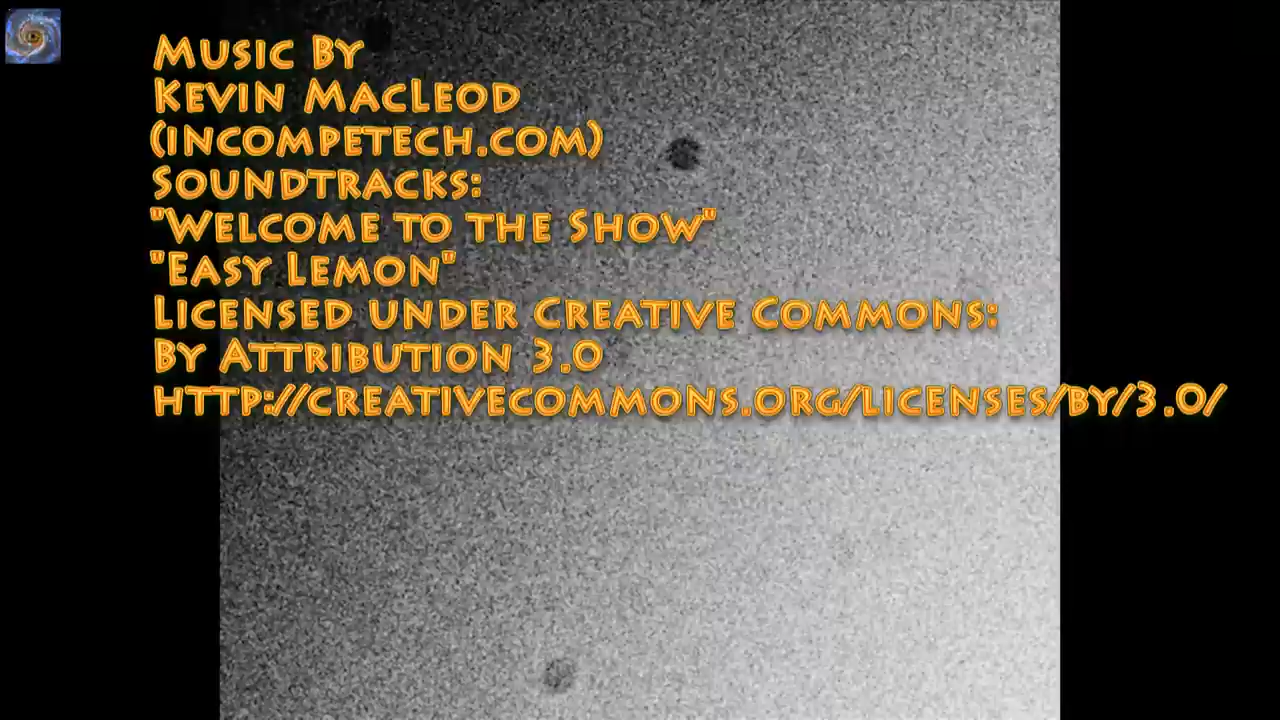 Music By
Kevin MacLeod
(incompetech.com)
Soundtracks:
"Welcome to the Show"
"Easy Lemon"
Licensed under Creative Commons:
By Attribution 3.0
http://creativecommons.org/licenses/by/3.0/